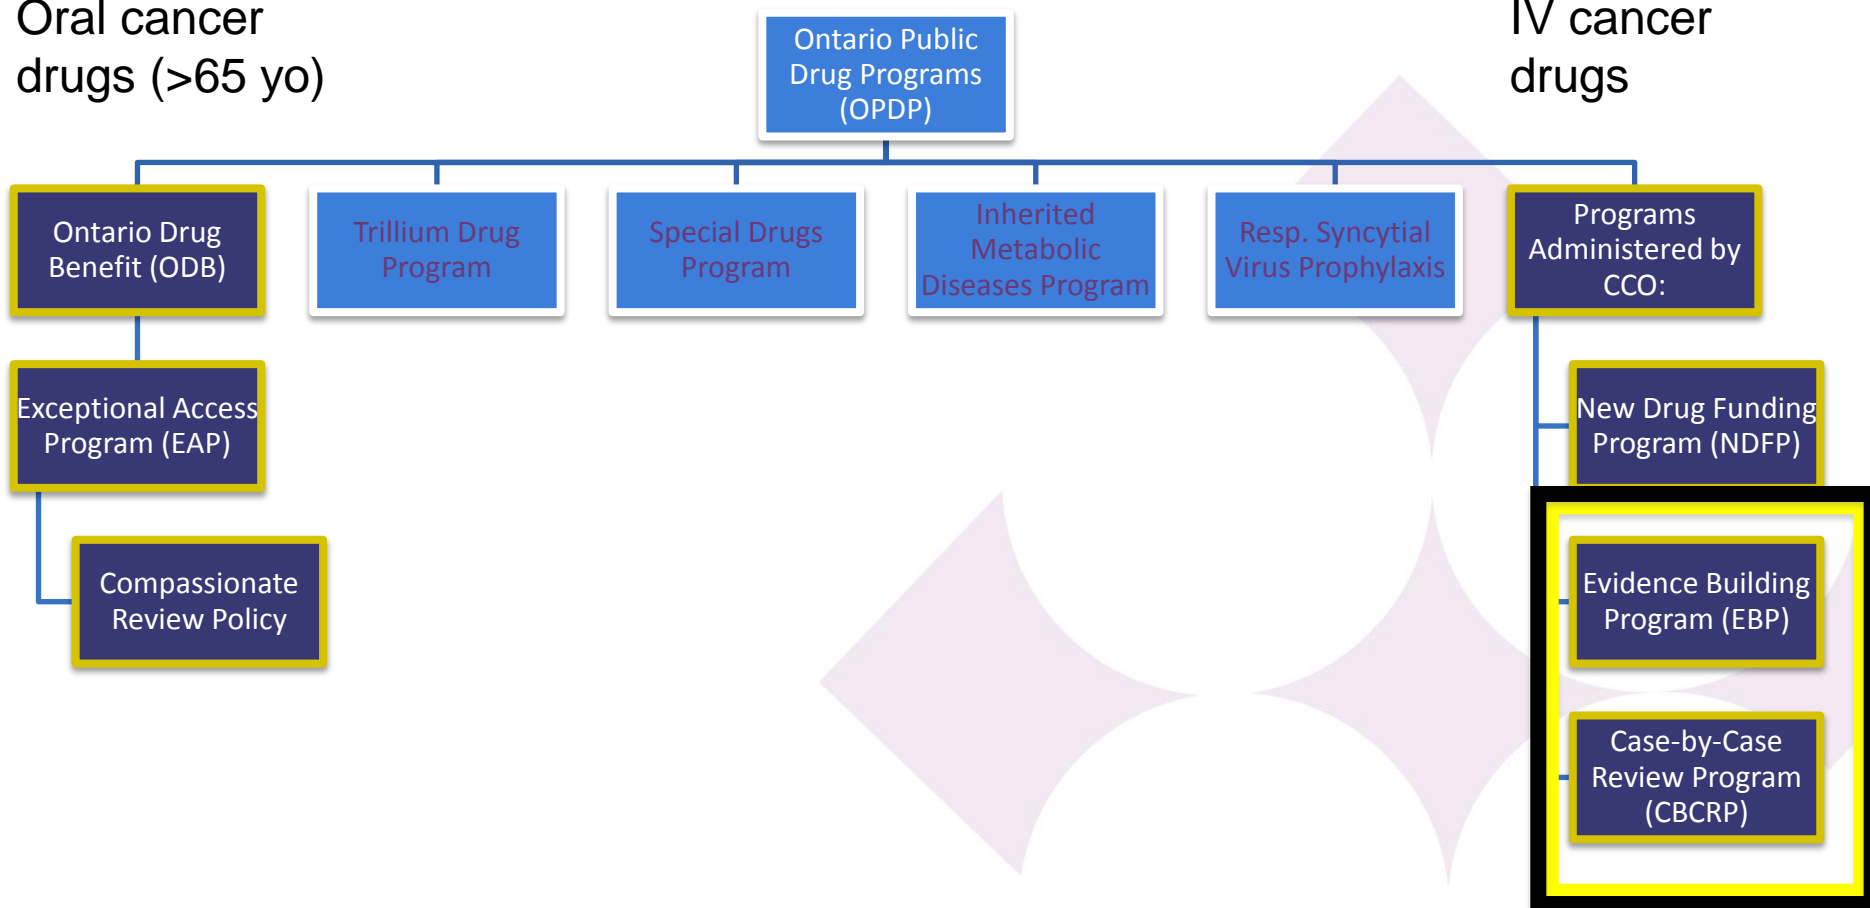 Oral cancer
drugs (>65 yo)
IV cancer
drugs
Ontario Public
Drug Programs
(OPDP)
Ontario Drug
Benefit (ODB)
Trillium Drug
Program
Special Drugs
Program
Inherited
Metabolic
Diseases Program
Resp. Syncytial
Virus Prophylaxis
Programs
Administered by
CCO:
Exceptional Access
Program (EAP)
New Drug Funding
Program (NDFP)
Compassionate
Review Policy
Evidence Building
Program (EBP)
Case-by-Case
Review Program
(CBCRP)